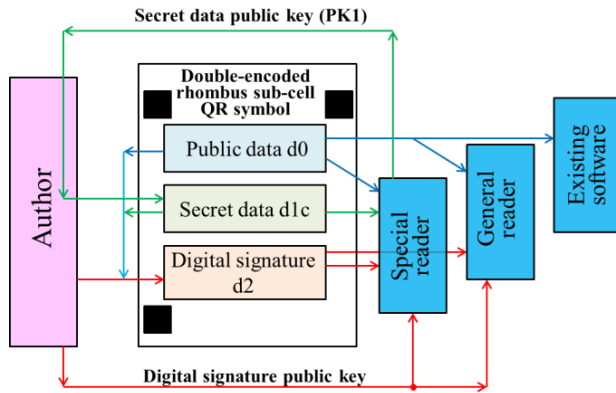 Secret data public key (PK1)
Double-encoded
rhombus sub-cell
QR symbol
Author
Public data d0
Secret data d1c
Digital signature
d2
Special
reader
General
reader
Existing
software
Digital signature public key